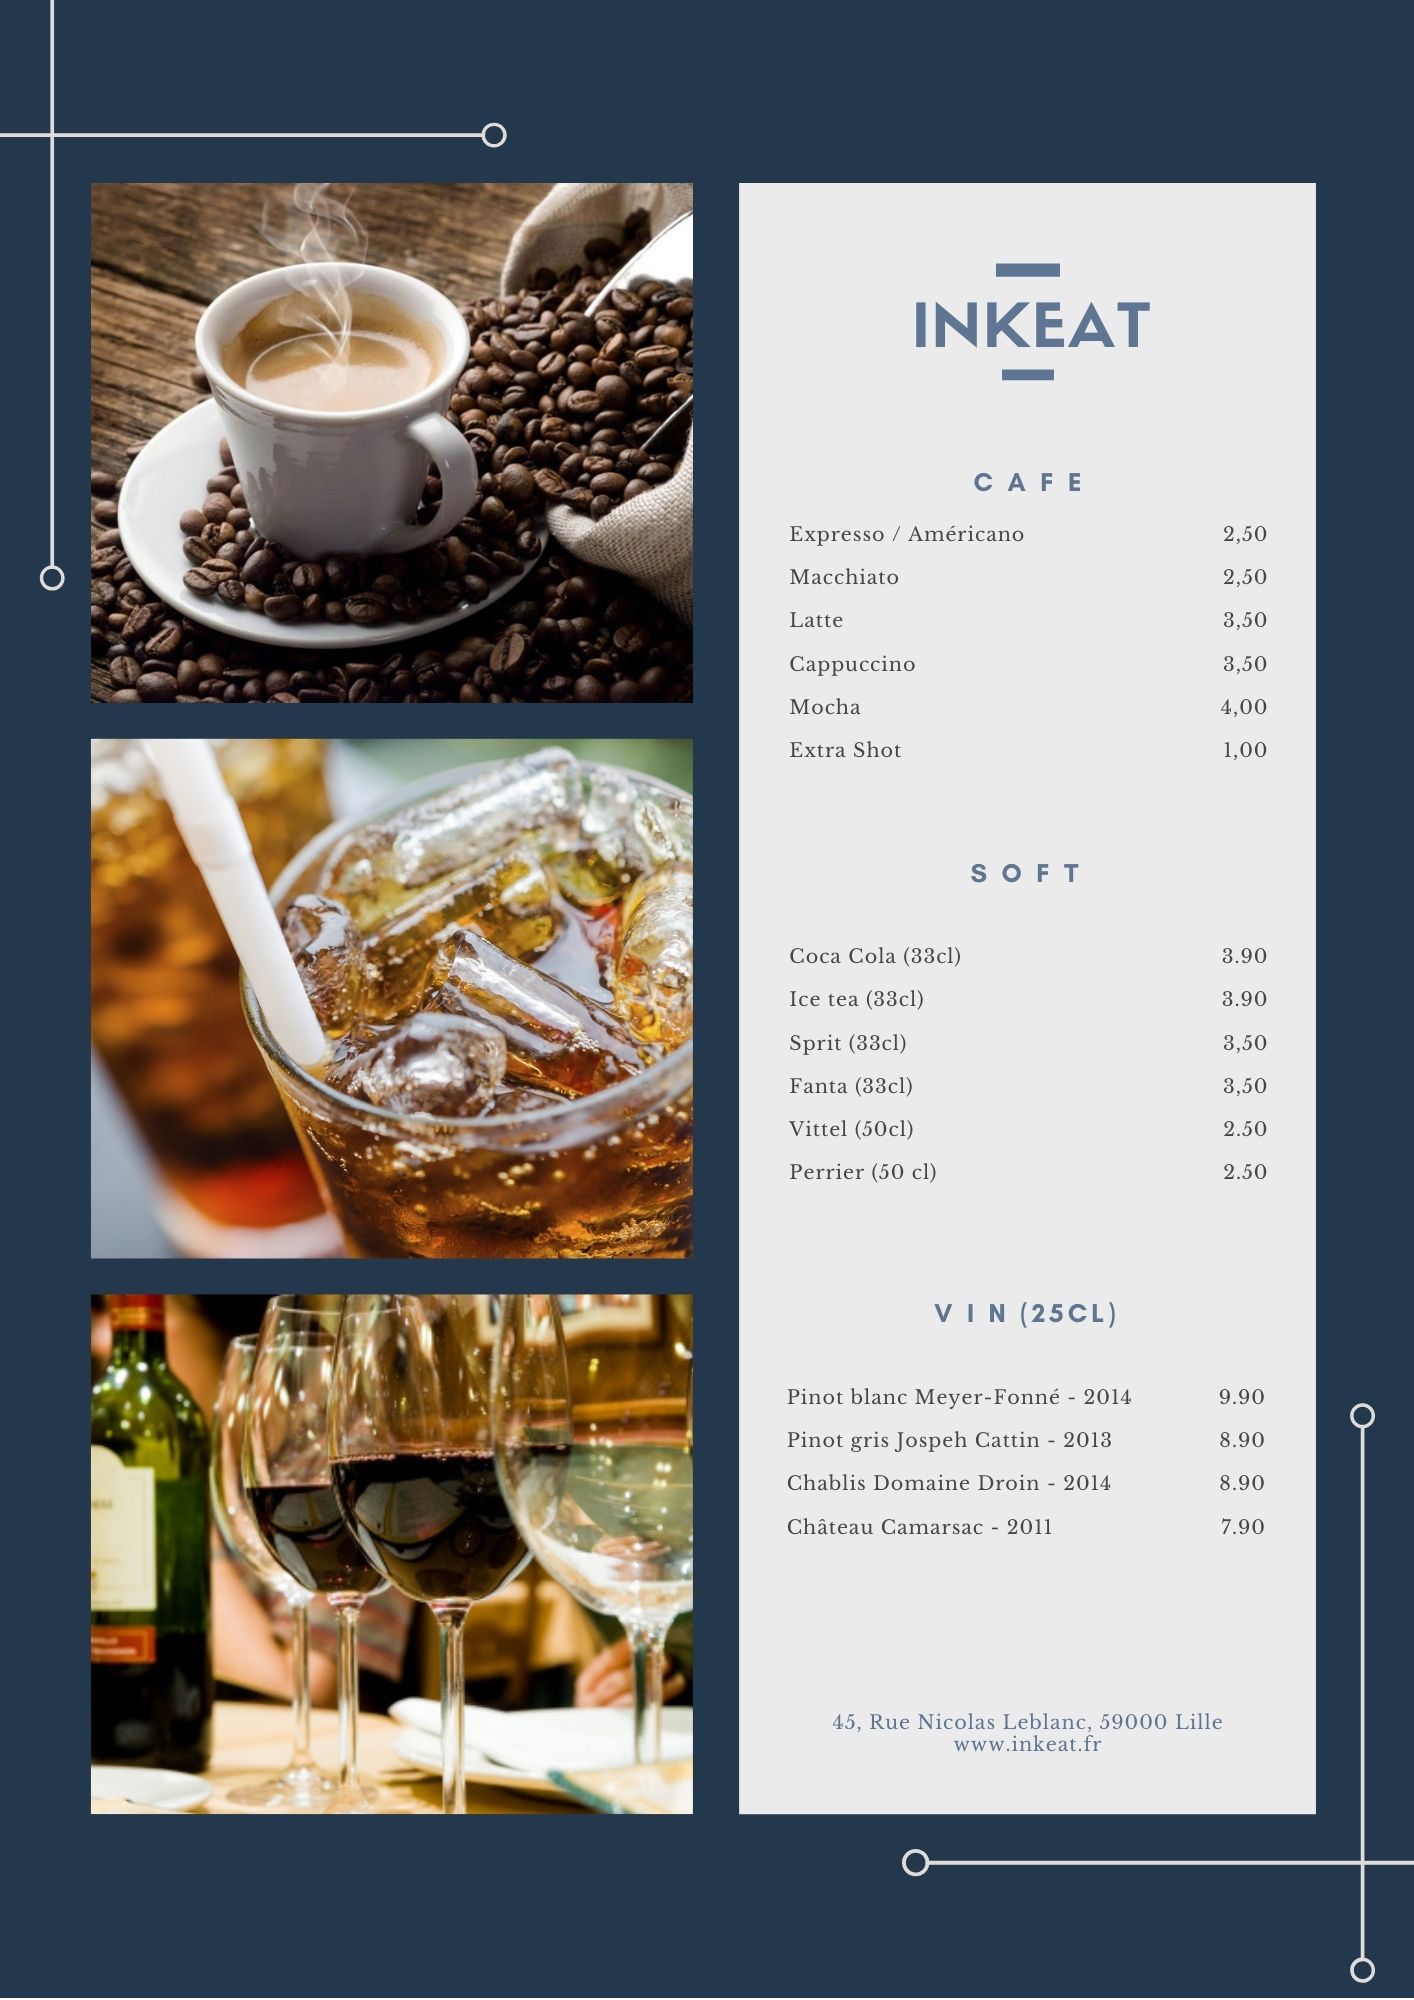 INKEAT
CAFE
Expresso / Américano 2,50
Macchiato 2,50
Latte 3,50
Cappuccino 3,50
Mocha 4,00
Extra Shot 1,00
SOFT
Coca Cola (33cl) 3.90
Ice tea (33cl) 3.90
Sprit (33cl) 3,50
Fanta (33cl) 3,50
Vittel (50cl) 2.50
Perrier (50 cl) 2.50
VIN (25CL)
Pinot blanc Meyer-Fonné - 2014 9.90
Pinot gris Jospeh Cattin - 2013 8.90
Chablis Domaine Droin - 2014 8.90
Château Camarsac - 2011 7.90
45, Rue Nicolas Leblanc, 59000 Lille
www.inkeat.fr